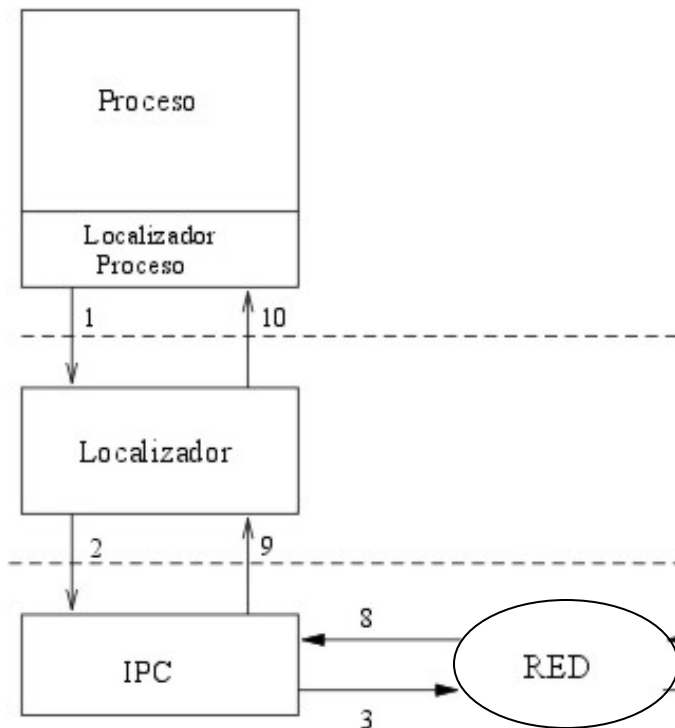 Proceso
Localizador
Proceso
1
10
Localizador
2
9
8
IPC
RED
3